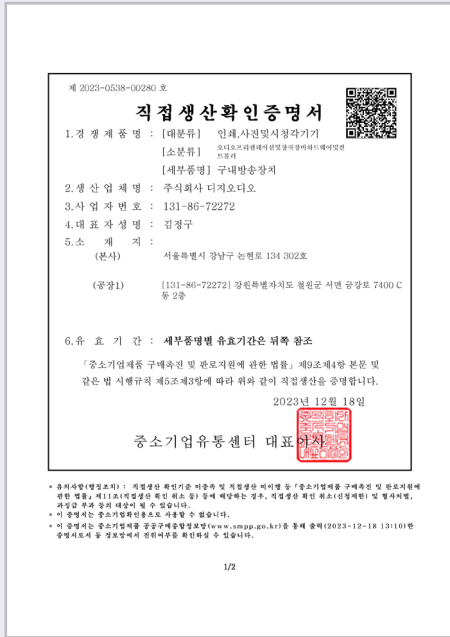 제 2023-0538-00280 호
직접생산확인증명서
1.경 쟁 제 품 명 : [대분류] 인쇄,사진및시청각기기
[소분류] 오디오프리젠테이션및참작장비하드웨어및컨
트롤러
[세부품명] 구내방송장치
2.생 산 업 체 명 : 주식회사 디지오디오
3.사 업 자 번 호 : 131-86-72272
4.대 표 자 성 명 : 김정구
5.소 재 지 :
(본사) 서울특별시 강남구 논현로 134 302호
(공장1) [131-86-72272] 강원특별자치도 철원군 서면 금강로 7400 C
동 2층
6.유 효 기 간 : 세부품명별 유효기간은 뒤쪽 참조
「중소기업제품 구매촉진 및 판로지원에 관한 법률」제9조제4항 본문 및
같은 법 시행규칙 제5조제3항에 따라 위와 같이 직접생산을 증명합니다.
2023년 12월 18일
중소기업유통센터 대표이사
* 유의사항(행정조치) : 직접생산 확인기준 미충족 및 직접생산 미이행 등「중소기업제품 구매촉진 및 판로지원에
관한 법률」제11조(직접생산 확인 취소 등) 등에 해당하는 경우, 직접생산 확인 취소(신청제한) 및 형사처벌,
과징금 부과 등의 대상이 될 수 있습니다.
* 이 증명서는 중소기업확인용으로 사용할 수 없습니다.
* 이 증명서는 중소기업제품 공공구매종합정보망(www.smpp.go.kr)을 통해 출력(2023-12-18 13:10)한
증명서로서 동 정보망에서 진위여부를 확인하실 수 있습니다.
1/2